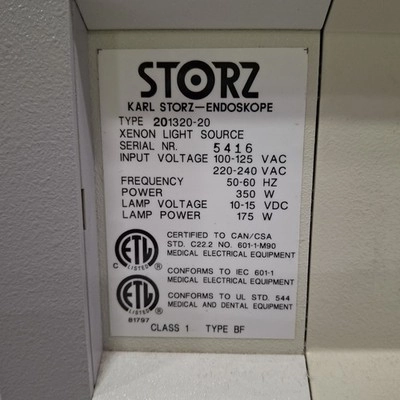 STORZ
KARL STORZ—ENDOSKOPE
TYPE 201320-20
XENON LIGHT SOURCE
SERIAL NR. 5416
INPUT VOLTAGE 100-125 VAC
220-240 VAC
FREQUENCY 50-60 HZ
POWER 350 W
LAMP VOLTAGE 10-15 VDC
LAMP POWER 175 W
ETL
C LISTED
CERTIFIED TO CAN/CSA
STD. C22.2 NO. 601-1-M90
MEDICAL ELECTRICAL EQUIPMENT
CONFORMS TO IEC 601-1
MEDICAL ELECTRICAL EQUIPMENT
ETL
LISTED
CONFORMS TO UL STD. 544
MEDICAL AND DENTAL EQUIPMENT
81797
CLASS 1 TYPE BF